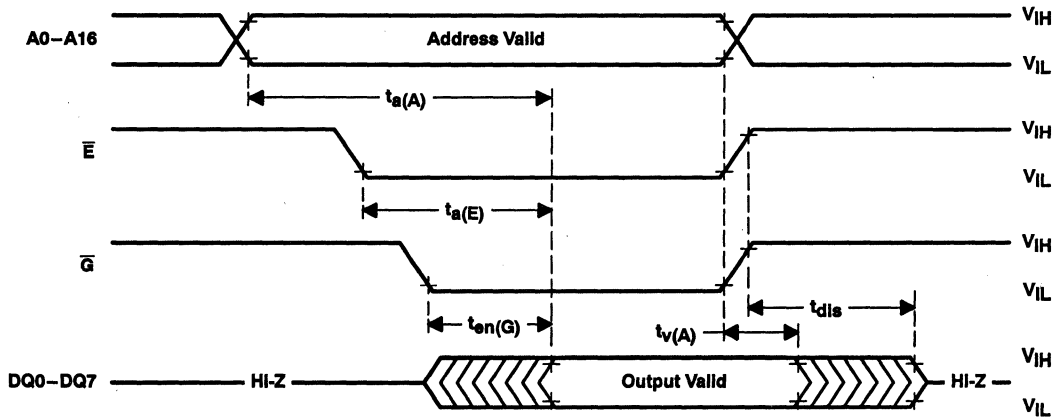 A0–A16
Address Valid
VIH
VIL
ta(A)
E
VIH
VIL
ta(E)
G
VIH
VIL
ten(G)
tv(A)
tdis
DQ0–DQ7
Hi-Z
Output Valid
Hi-Z
VIH
VIL